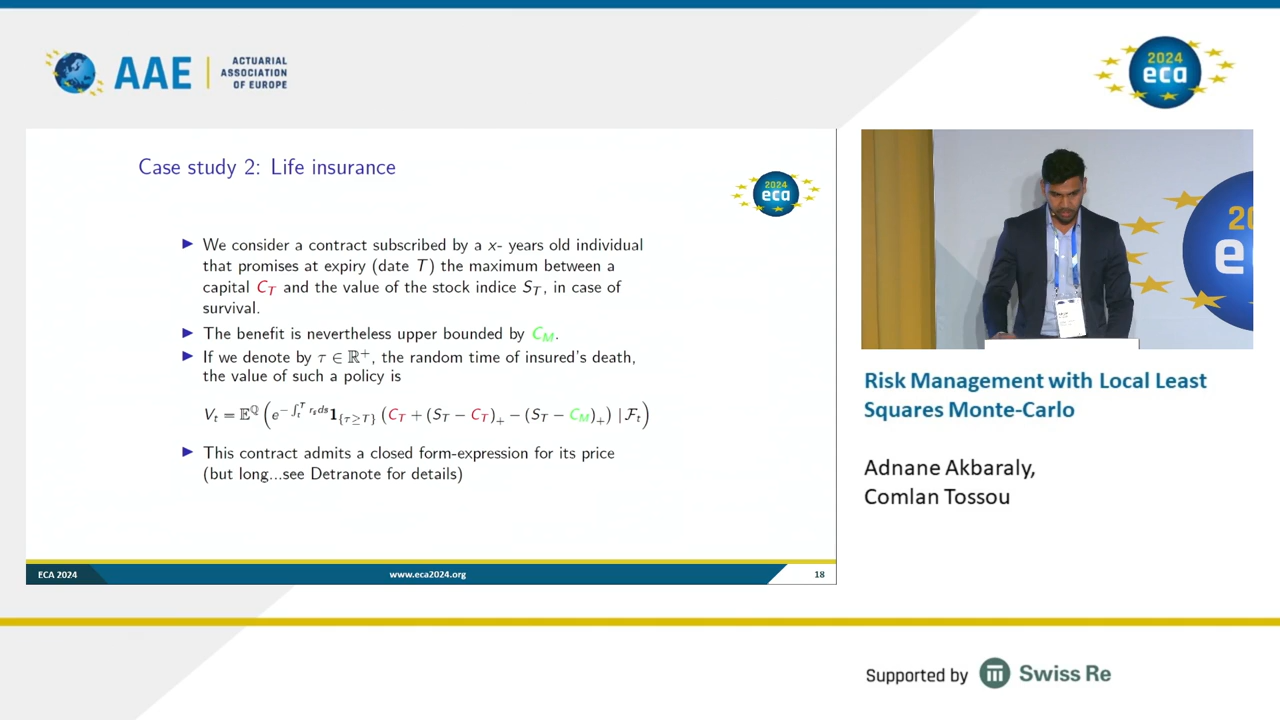 AAE
ACTUARIAL
ASSOCIATION
OF EUROPE
2024
eca
Case study 2: Life insurance
2024
eca
▶ We consider a contract subscribed by a x- years old individual
that promises at expiry (date T) the maximum between a
capital C_T and the value of the stock indice S_T, in case of
survival.
▶ The benefit is nevertheless upper bounded by C_M.
▶ If we denote by τ ∈ ℝ⁺, the random time of insured's death,
the value of such a policy is
V_t = 𝔼^ℚ ( e^{− ∫_t^T r_s ds} 1_{τ≥T} (C_T + (S_T − C_T)_+ − (S_T − C_M)_+) | ℱ_t )
▶ This contract admits a closed form-expression for its price
(but long...see Detranote for details)
ECA 2024
www.eca2024.org
18
Risk Management with Local Least
Squares Monte-Carlo
Adnane Akbaraly,
Comlan Tossou
Supported by
Swiss Re